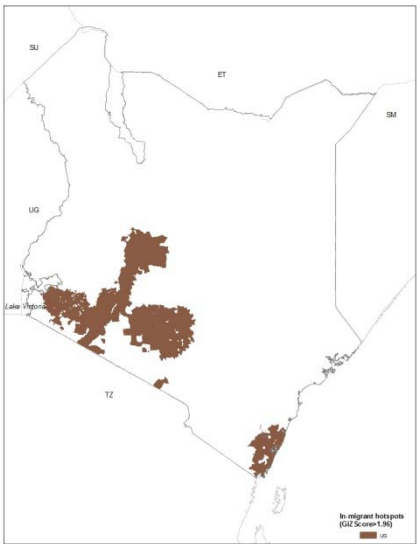 SU
ET
SM
UG
Lake Victoria
TZ
In-migrant hotspots
(GIZScore>1.96)
UG